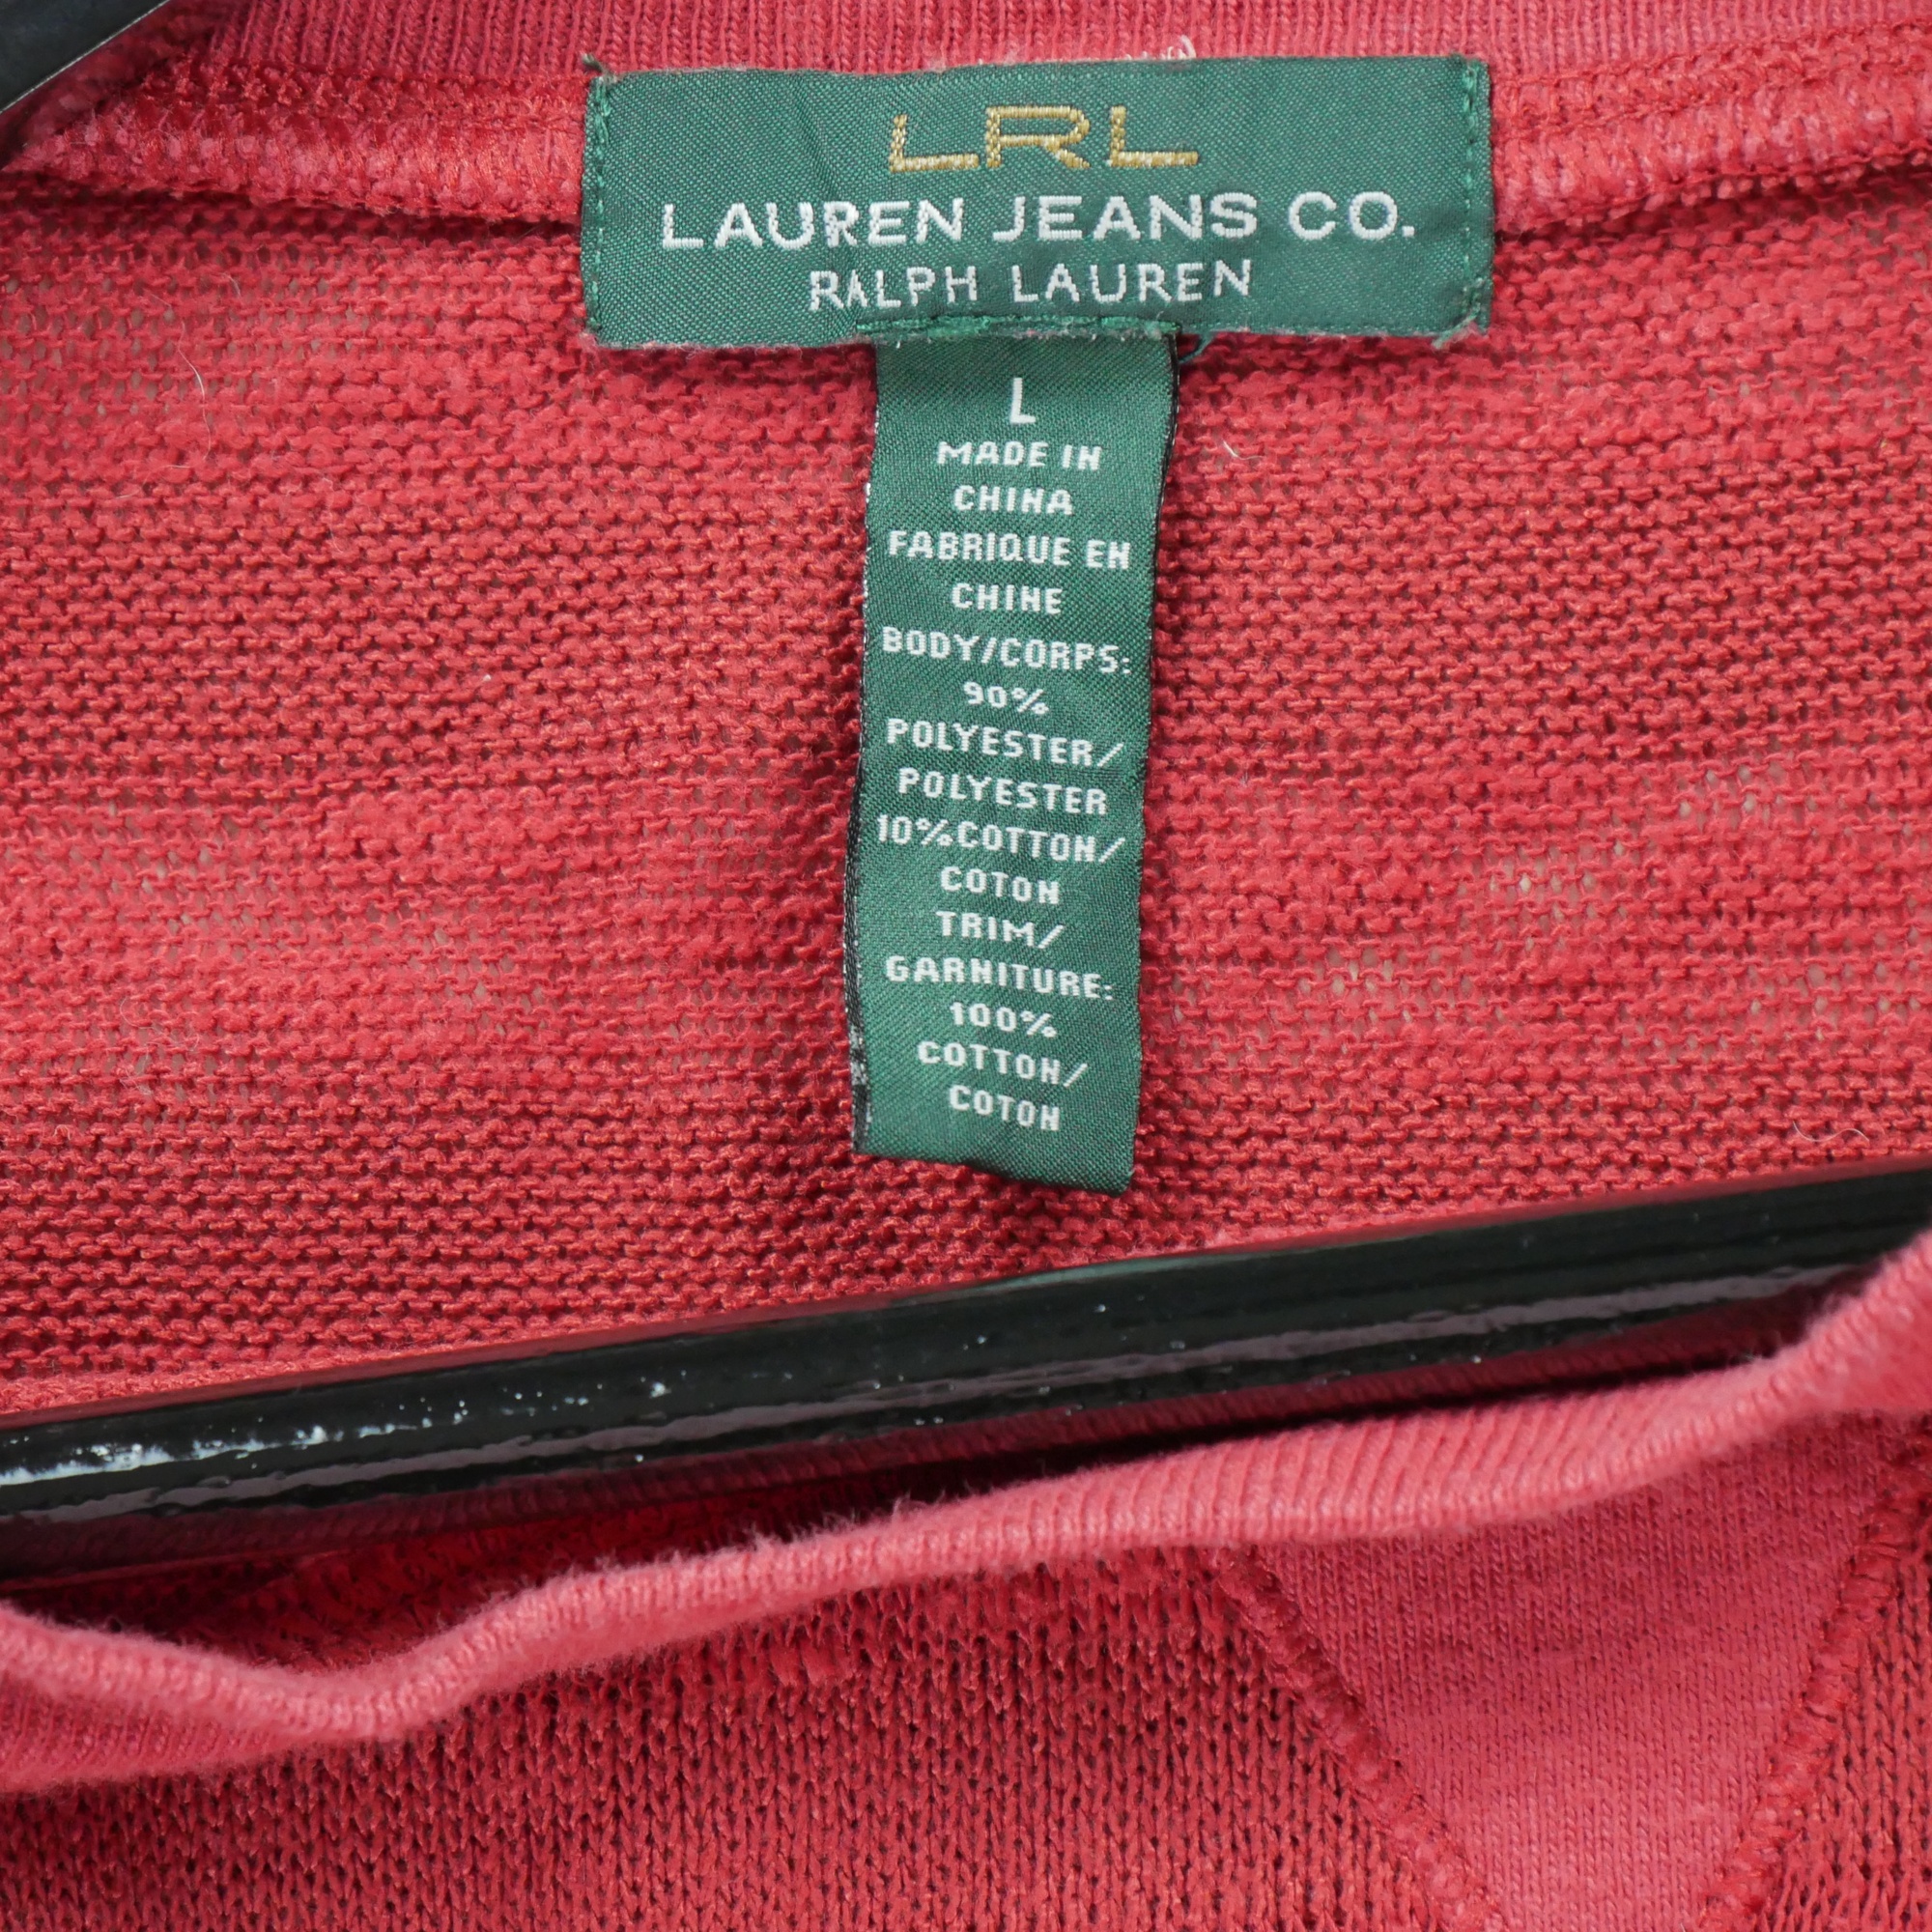 LRL
LAUREN JEANS CO.
RALPH LAUREN
L
MADE IN
CHINA
FABRIQUE EN
CHINE
BODY/CORPS:
90%
POLYESTER/
POLYESTER
10%COTTON/
COTON
TRIM/
GARNITURE:
100%
COTTON/
COTON